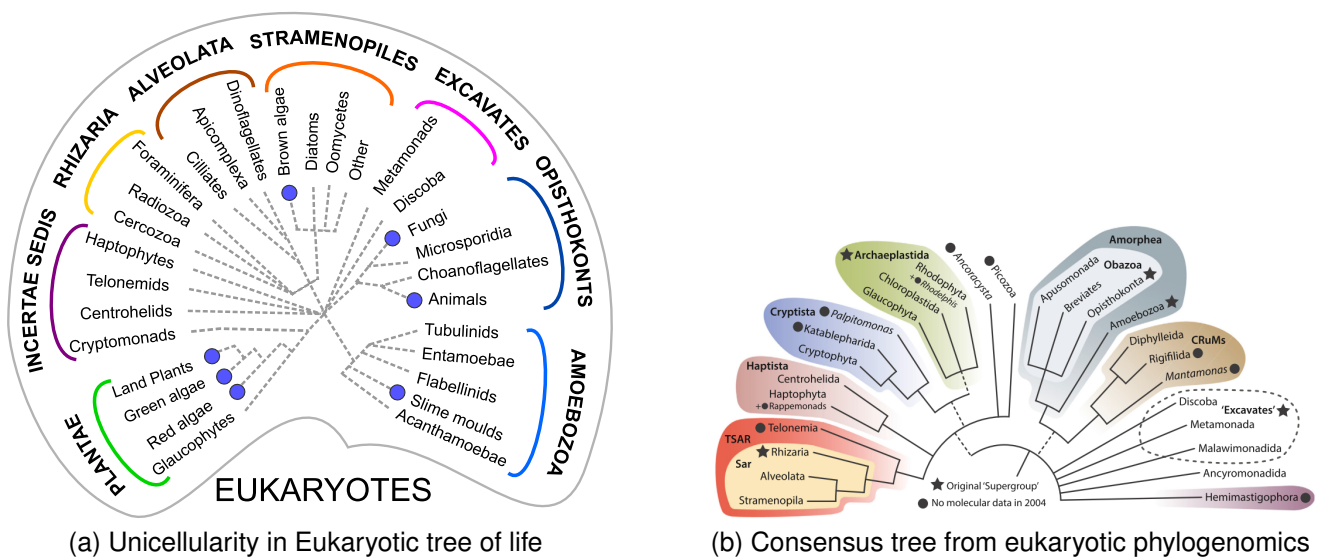 INCERTAE SEDIS
RHIZARIA
ALVEOLATA
STRAMENOPILES
EXCAVATES
OPISTHOKONTS
AMOEBOZOA
PLANTAE
Foraminifera
Radiozoa
Cercozoa
Haptophytes
Telonemids
Centrohelids
Cryptomonads
Land Plants
Green algae
Red algae
Glaucophytes
Cilliates
Apicomplexa
Dinoflagellates
Brown algae
Diatoms
Oomycetes
Other
Metamonads
Discoba
Fungi
Microsporidia
Choanoflagellates
Animals
Tubulinids
Entamoebae
Flabellinids
Slime moulds
Acanthamoebae
EUKARYOTES
(a) Unicellularity in Eukaryotic tree of life
TSAR
Telonemia
Sar
Rhizaria
Alveolata
Stramenopila
Haptista
Centrohelida
Haptophyta
+● Rappemonads
Cryptista
Palpitomonas
Katablepharida
Cryptophyta
Archaeplastida
Rhodophyta
+● Rhodelphis
Chloroplastida
Glaucophyta
Ancoracysta
Picozoa
Amorphea
Obazoa
Apusomonada
Breviates
Opisthokonta
Amoebozoa
CRuMs
Diphylleida
Rigifilida
Mantamonas
Discoba
'Excavates'
Metamonada
Malawimonadida
Ancyromonadida
Hemimastigophora
★ Original 'Supergroup'
● No molecular data in 2004
(b) Consensus tree from eukaryotic phylogenomics